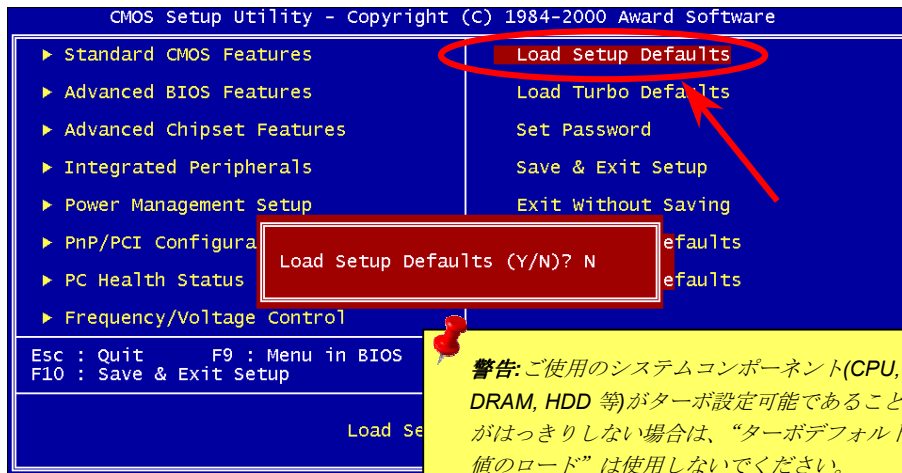 CMOS Setup Utility - Copyright (C) 1984-2000 Award Software
▶ Standard CMOS Features
▶ Advanced BIOS Features
▶ Advanced Chipset Features
▶ Integrated Peripherals
▶ Power Management Setup
▶ PnP/PCI Configura
▶ PC Health Status
▶ Frequency/Voltage Control
Load Setup Defaults
Load Turbo Defaults
Set Password
Save & Exit Setup
Exit Without Saving
efaults
efaults
Load Setup Defaults (Y/N)? N
Esc : Quit F9 : Menu in BIOS
F10 : Save & Exit Setup
Load Se
警告:ご使用のシステムコンポーネント(CPU,
DRAM, HDD 等)がターボ設定可能であること
がはっきりしない場合は、“ターボデフォルト
値のロード”は使用しないでください。